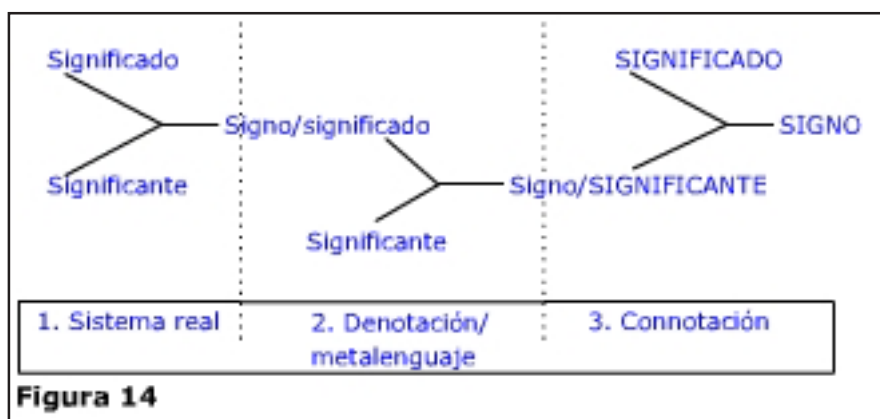 Significado
SIGNIFICADO
Signo/significado
SIGNO
Significante
Signo/SIGNIFICANTE
Significante
1. Sistema real
2. Denotación/
metalenguaje
3. Connotación
Figura 14